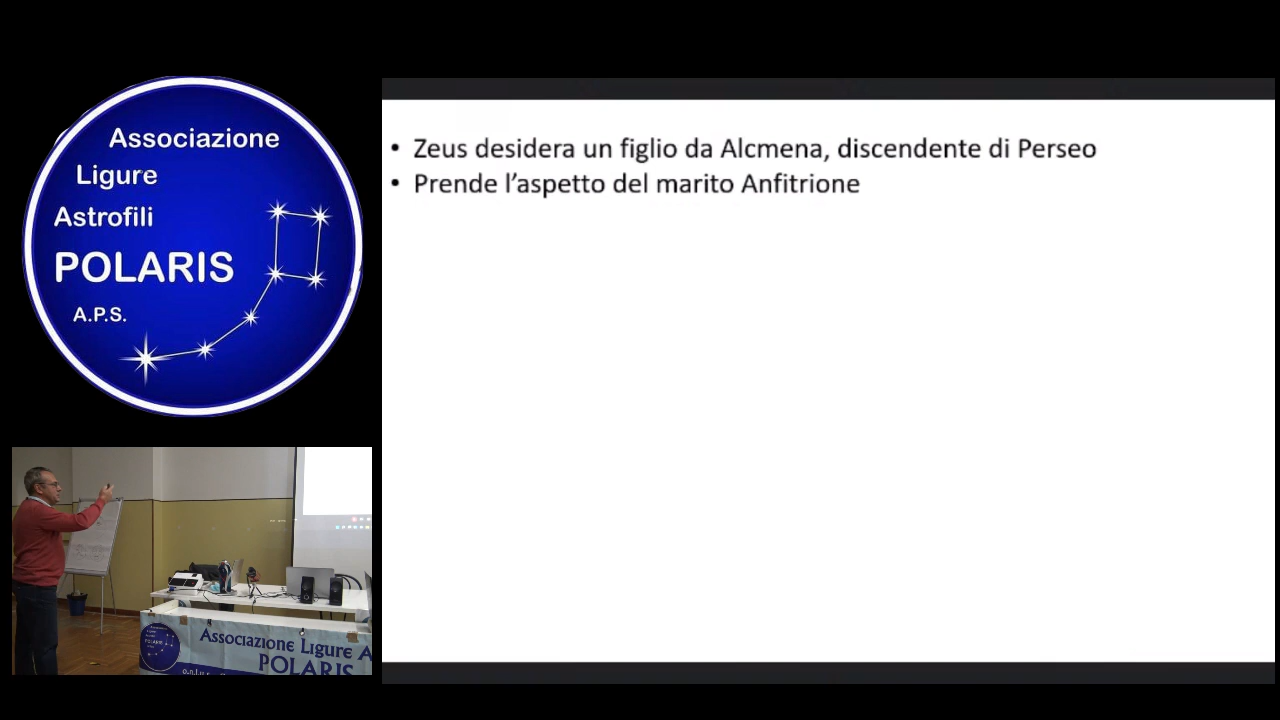 Associazione
Ligure
Astrofili
POLARIS
A.P.S.
• Zeus desidera un figlio da Alcmena, discendente di Perseo
• Prende l’aspetto del marito Anfitrione
Associazione Ligure A
POLARIS